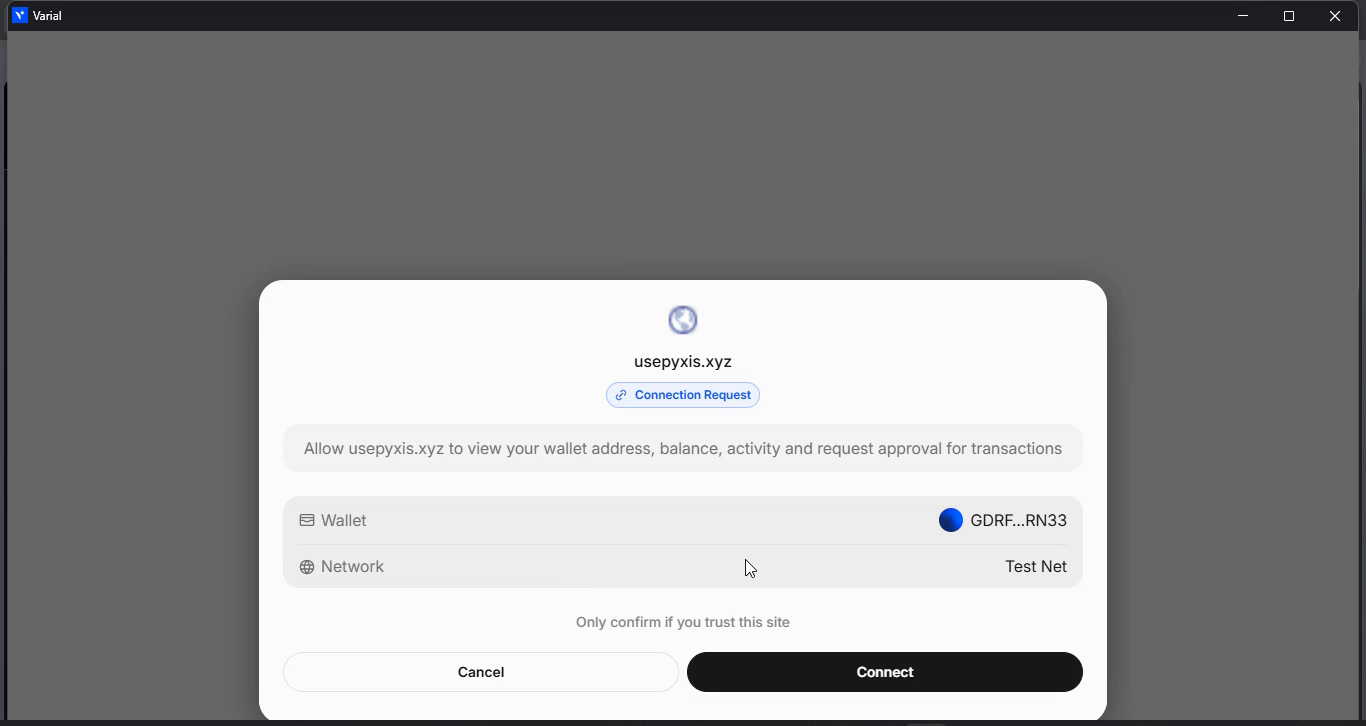 Varial
usepyxis.xyz
Connection Request
Allow usepyxis.xyz to view your wallet address, balance, activity and request approval for transactions
Wallet GDRF...RN33
Network Test Net
Only confirm if you trust this site
Cancel Connect